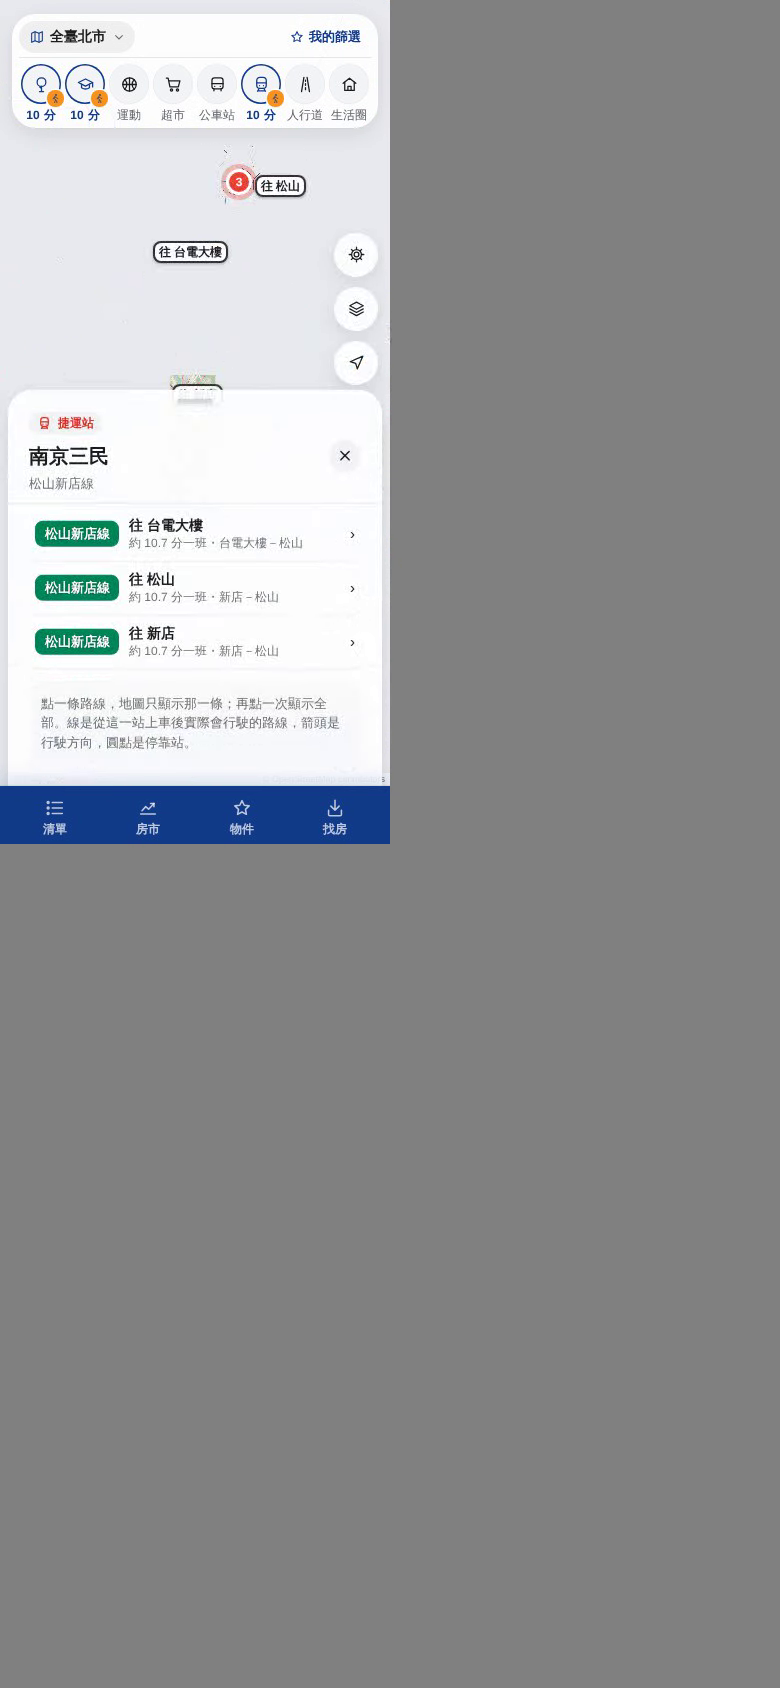 全臺北市
我的篩選
10 分
10 分
運動
超市
公車站
10 分
人行道
生活圈
3
往 松山
往 台電大樓
捷運站
南京三民
松山新店線
松山新店線
往 台電大樓
約 10.7 分一班・台電大樓－松山
松山新店線
往 松山
約 10.7 分一班・新店－松山
松山新店線
往 新店
約 10.7 分一班・新店－松山
點一條路線，地圖只顯示那一條；再點一次顯示全
部。線是從這一站上車後實際會行駛的路線，箭頭是
行駛方向，圓點是停靠站。
清單
房市
物件
找房